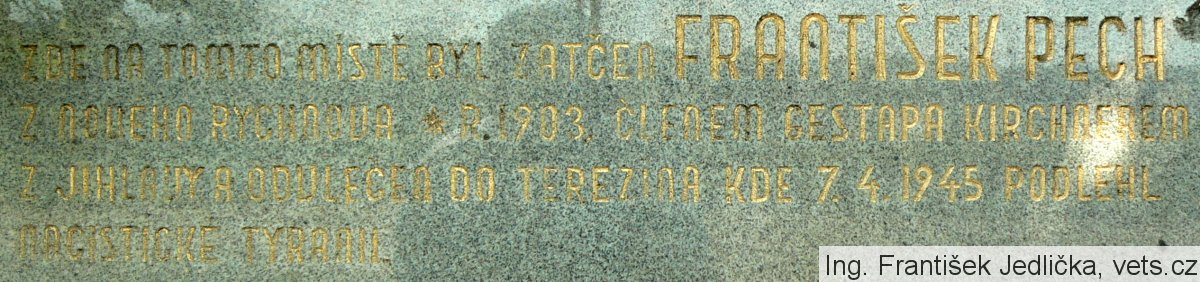 ZDE NA TOMTO MÍSTĚ BYL ZATČEN FRANTIŠEK PECH
Z NOVÉHO RYCHNOVA * R. 1903. ČLENEM GESTAPA KIRCHNEREM
Z JIHLAVY A ODVLEČEN DO TEREZÍNA KDE 7. 4. 1945 PODLEHL
NACISTICKÉ TYRANII.
Ing. František Jedlička, vets.cz